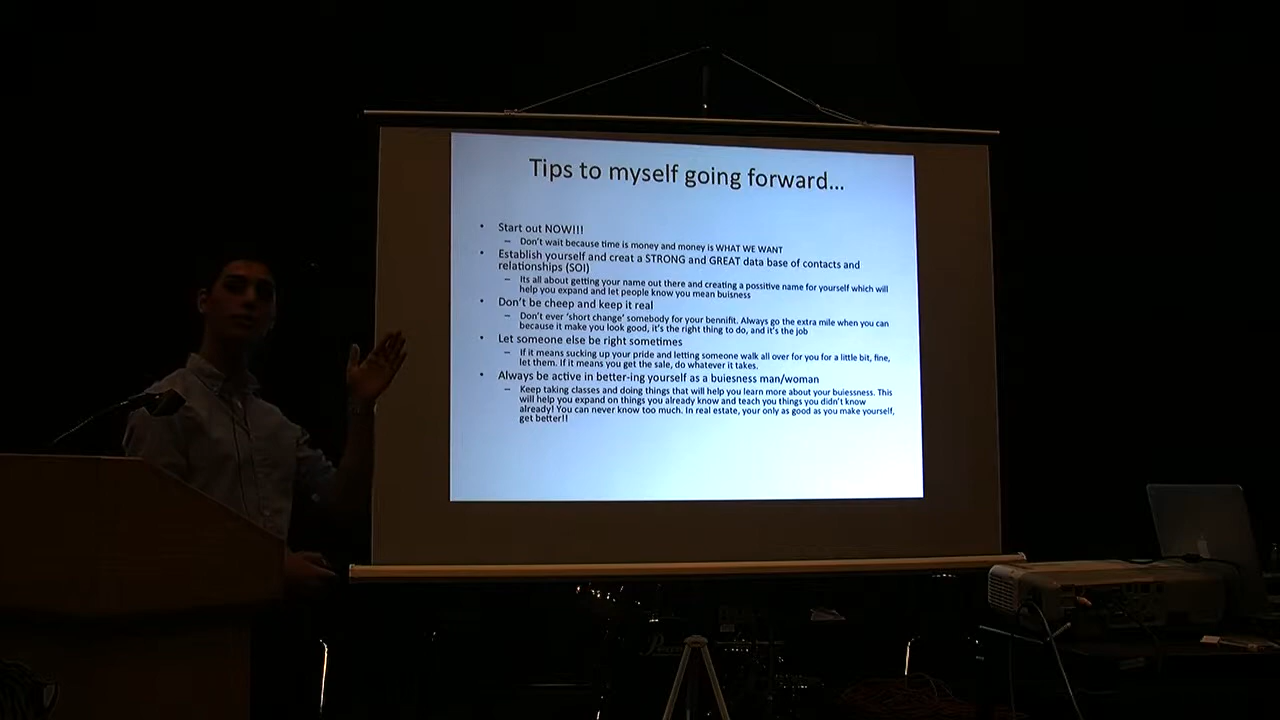 Tips to myself going forward...
• Start out NOW!!!
– Don't wait because time is money and money is WHAT WE WANT
• Establish yourself and creat a STRONG and GREAT data base of contacts and
relationships (SOI)
– Its all about getting your name out there and creating a possitive name for yourself which will
help you expand and let people know you mean buisness
• Don't be cheep and keep it real
– Don't ever 'short change' somebody for your bennifit. Always go the extra mile when you can
because it make you look good, it's the right thing to do, and it's the job
• Let someone else be right sometimes
– If it means sucking up your pride and letting someone walk all over for you for a little bit, fine,
let them. If it means you get the sale, do whatever it takes.
• Always be active in better-ing yourself as a buiesness man/woman
– Keep taking classes and doing things that will help you learn more about your buiessness. This
will help you expand on things you already know and teach you things you didn't know
already! You can never know too much. In real estate, your only as good as you make yourself,
get better!!